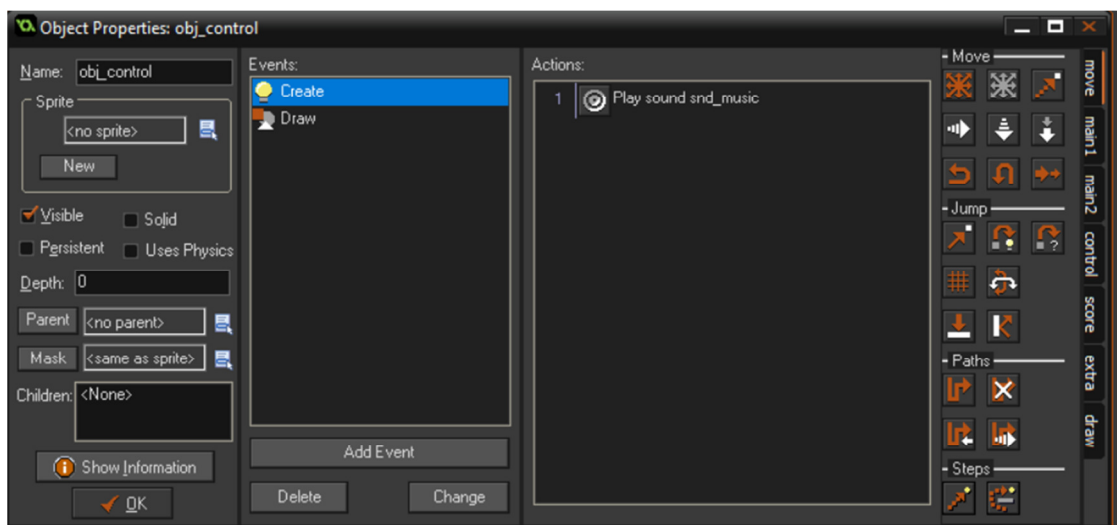 Object Properties: obj_control
Name: obj_control
Sprite
<no sprite>
New
Visible
Solid
Persistent
Uses Physics
Depth: 0
Parent <no parent>
Mask <same as sprite>
Children: <None>
Show Information
OK
Events:
Create
Draw
Add Event
Delete
Change
Actions:
1 Play sound snd_music
Move
Jump
?
Paths
Steps
move
main1
main2
control
score
extra
draw